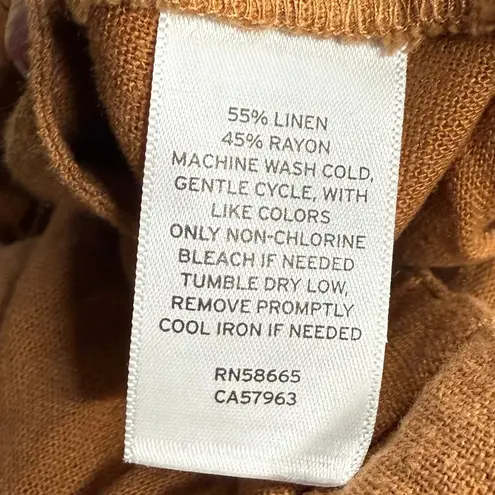 55% LINEN
45% RAYON
MACHINE WASH COLD,
GENTLE CYCLE, WITH
LIKE COLORS
ONLY NON-CHLORINE
BLEACH IF NEEDED
TUMBLE DRY LOW,
REMOVE PROMPTLY
COOL IRON IF NEEDED
RN58665
CA57963